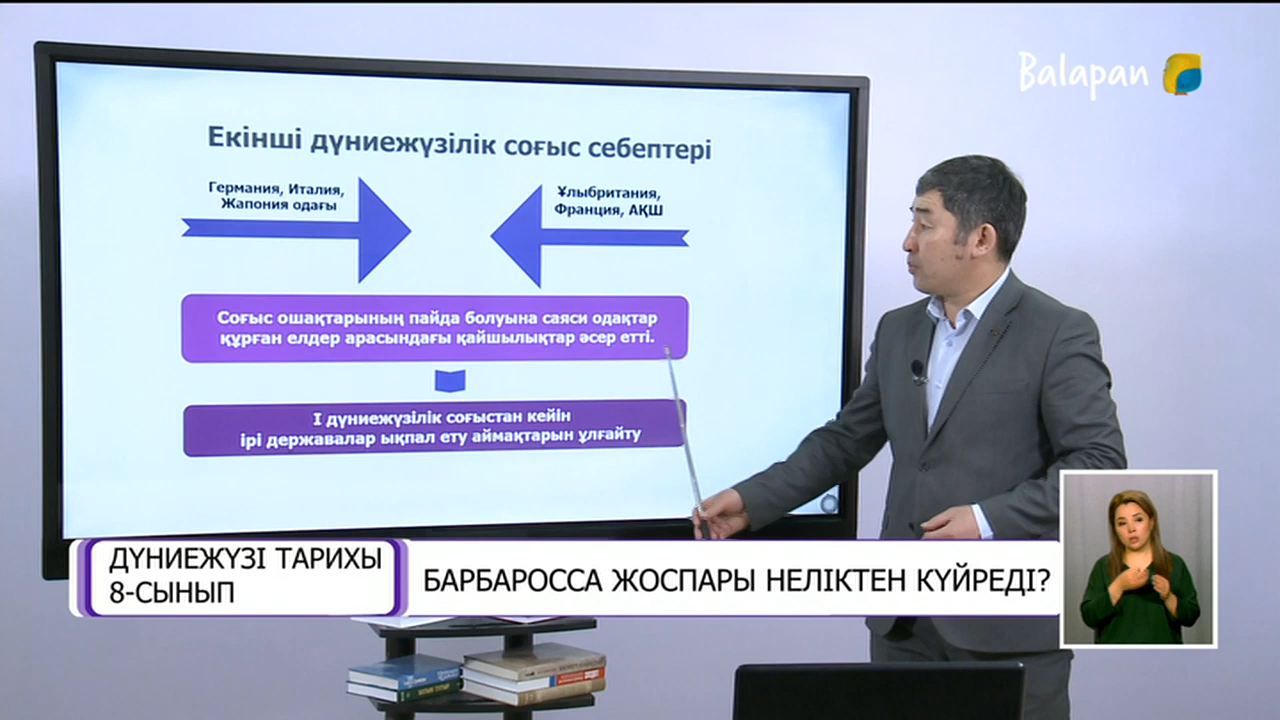 Balapan
Екінші дүниежүзілік соғыс себептері
Германия, Италия,
Жапония одағы
Ұлыбритания,
Франция, АҚШ
Соғыс ошақтарының пайда болуына саяси одақтар
құрған елдер арасындағы қайшылықтар әсер етті.
І дүниежүзілік соғыстан кейін
ірі державалар ықпал ету аймақтарын ұлғайту
ДҮНИЕЖҮЗІ ТАРИХЫ
8-СЫНЫП
БАРБАРОССА ЖОСПАРЫ НЕЛІКТЕН КҮЙРЕДІ?